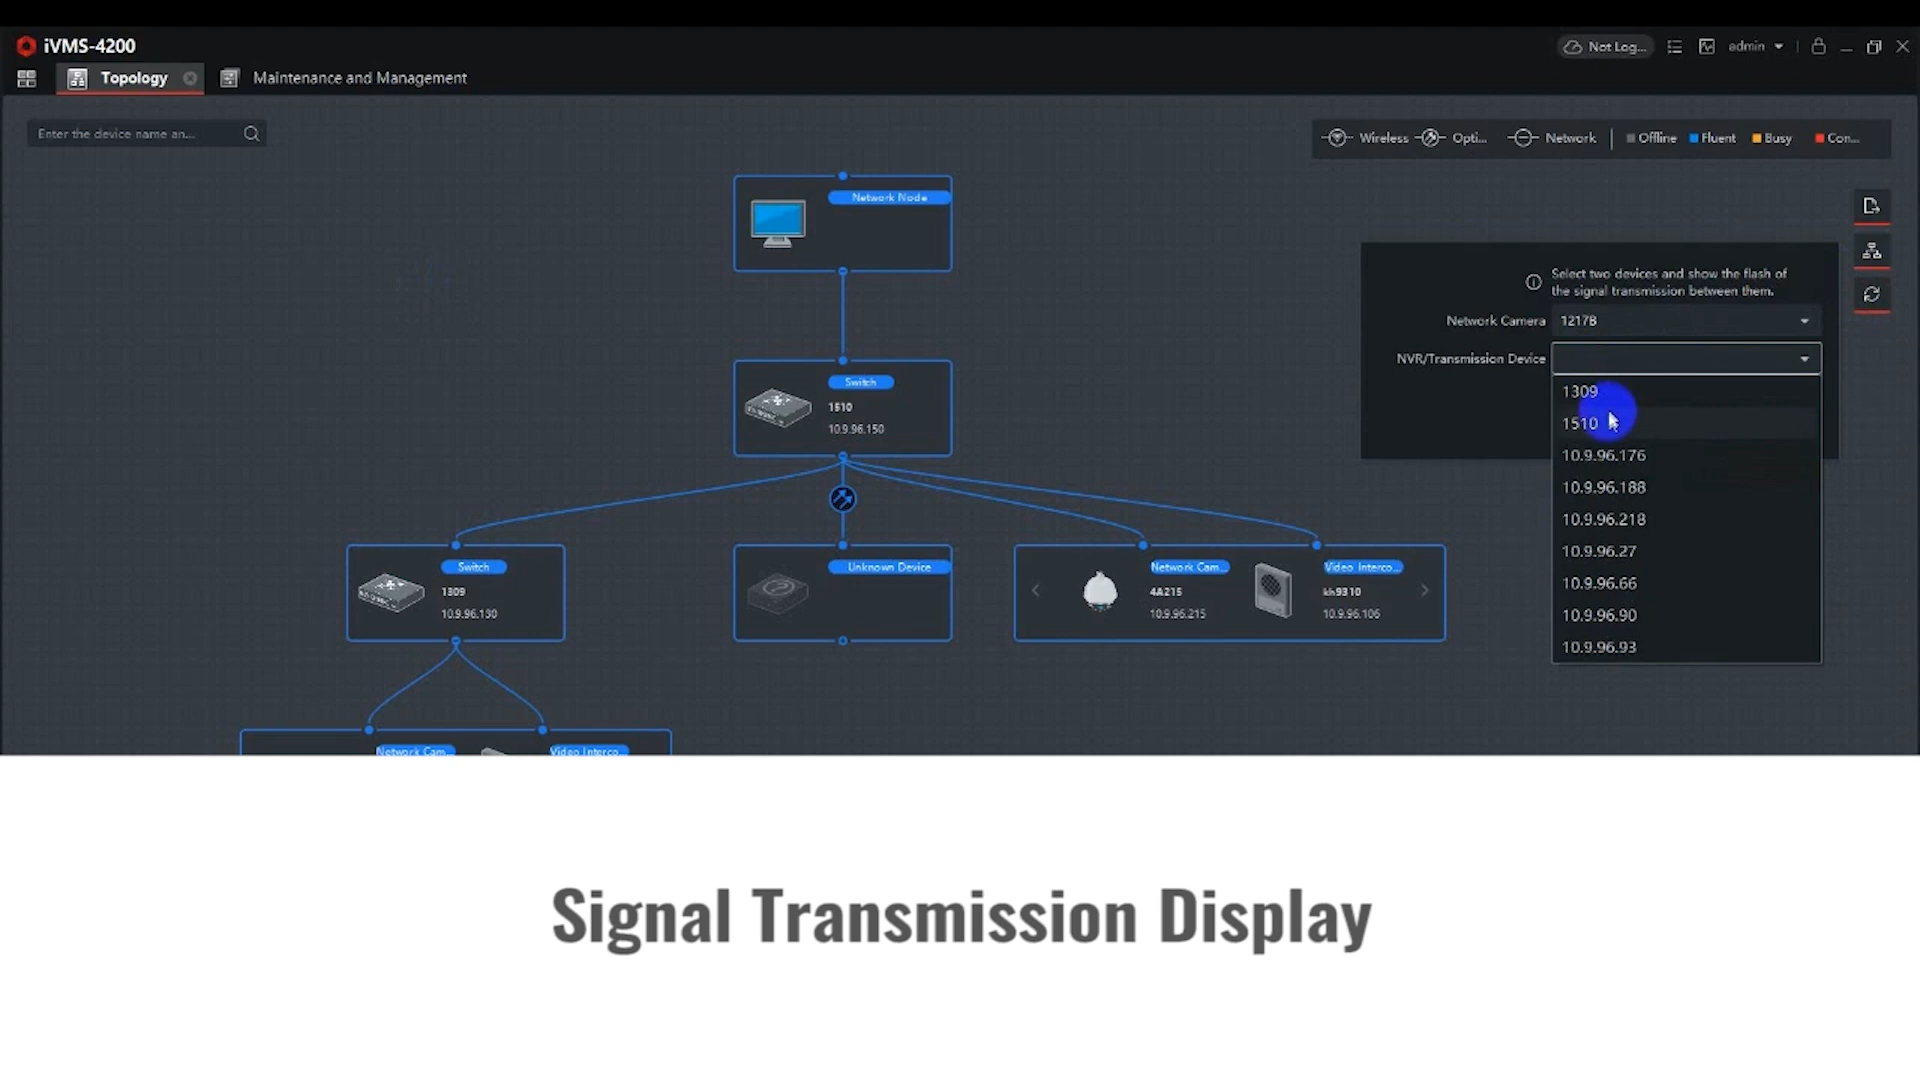 iVMS-4200
Not Log...
admin
Topology
Maintenance and Management
Enter the device name an...
Wireless
Opti...
Network
Offline
Fluent
Busy
Con...
Network Node
Select two devices and show the flash of
the signal transmission between them.
Network Camera
1217B
NVR/Transmission Device
1309
1510
10.9.96.176
10.9.96.188
10.9.96.218
10.9.96.27
10.9.96.66
10.9.96.90
10.9.96.93
Switch
1510
10.9.96.150
Switch
1309
10.9.96.130
Unknown Device
Network Cam...
4A215
10.9.96.215
Video Interco...
kh9310
10.9.96.106
Network Cam...
Video Interco...
Signal Transmission Display